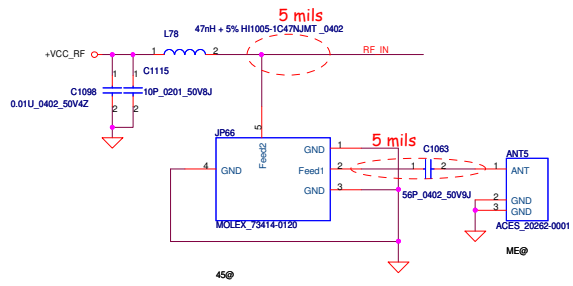 5 mils
L78
47nH + 5% HI1005-1C47NJMT _0402
+VCC_RF
1
2
RF_IN
1
1
C1115
C1098
10P_0201_50V8J
0.01U_0402_50V4Z
2
2
5
JP66
Feed2
GND
1
5 mils
C1063
ANT5
4
GND
Feed1
2
1
2
1
ANT
GND
3
56P_0402_50V9J
2
GND
3
GND
MOLEX_73414-0120
ACES_20262-0001
ME@
45@